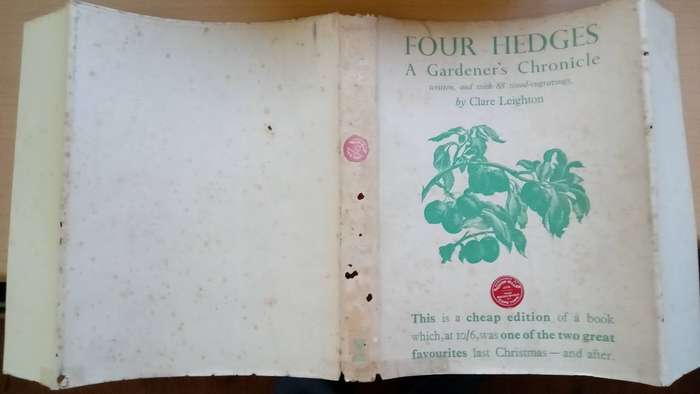 FOUR HEDGES
A Gardener's Chronicle
written, and with 88 wood-engravings,
by Clare Leighton
This is a cheap edition of a book
which, at 10/6, was one of the two great
favourites last Christmas — and after.